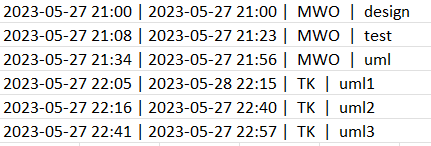 2023-05-27 21:00 | 2023-05-27 21:00 | MWO | design
2023-05-27 21:08 | 2023-05-27 21:23 | MWO | test
2023-05-27 21:34 | 2023-05-27 21:56 | MWO | uml
2023-05-27 22:05 | 2023-05-28 22:15 | TK | uml1
2023-05-27 22:16 | 2023-05-27 22:40 | TK | uml2
2023-05-27 22:41 | 2023-05-27 22:57 | TK | uml3